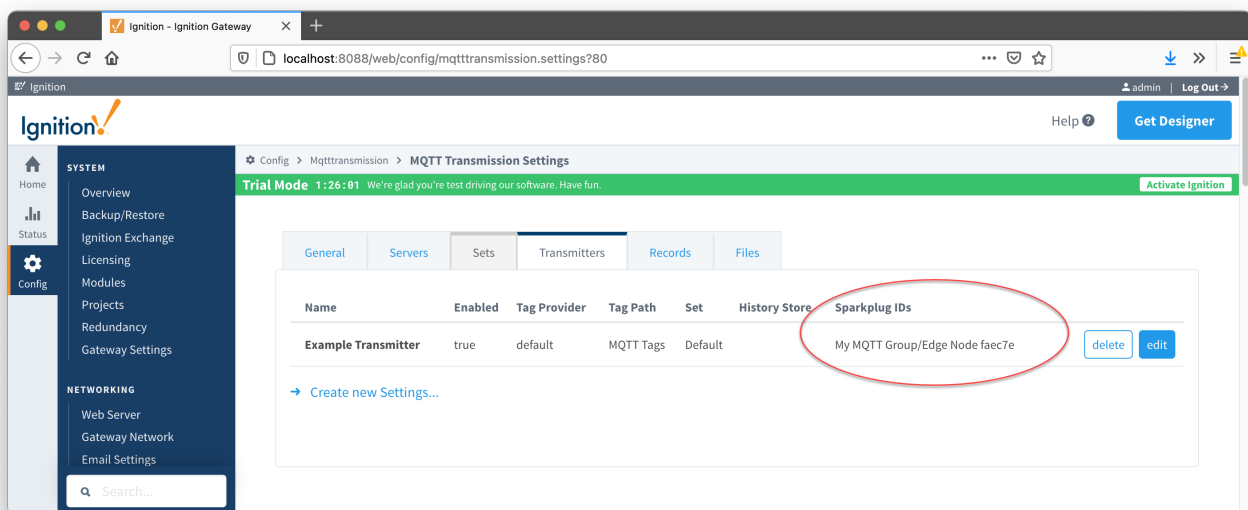 Ignition - Ignition Gateway
localhost:8088/web/config/mqtttransmission.settings?80
Ignition
admin | Log Out
Ignition!
Help
Get Designer
Config > Mqtttransmission > MQTT Transmission Settings
Trial Mode 1:26:01 We're glad you're test driving our software. Have fun.
Activate Ignition
Home
Status
Config
SYSTEM
Overview
Backup/Restore
Ignition Exchange
Licensing
Modules
Projects
Redundancy
Gateway Settings
NETWORKING
Web Server
Gateway Network
Email Settings
Search...
General Servers Sets Transmitters Records Files
Name Enabled Tag Provider Tag Path Set History Store Sparkplug IDs
Example Transmitter true default MQTT Tags Default My MQTT Group/Edge Node faec7e delete edit
Create new Settings...